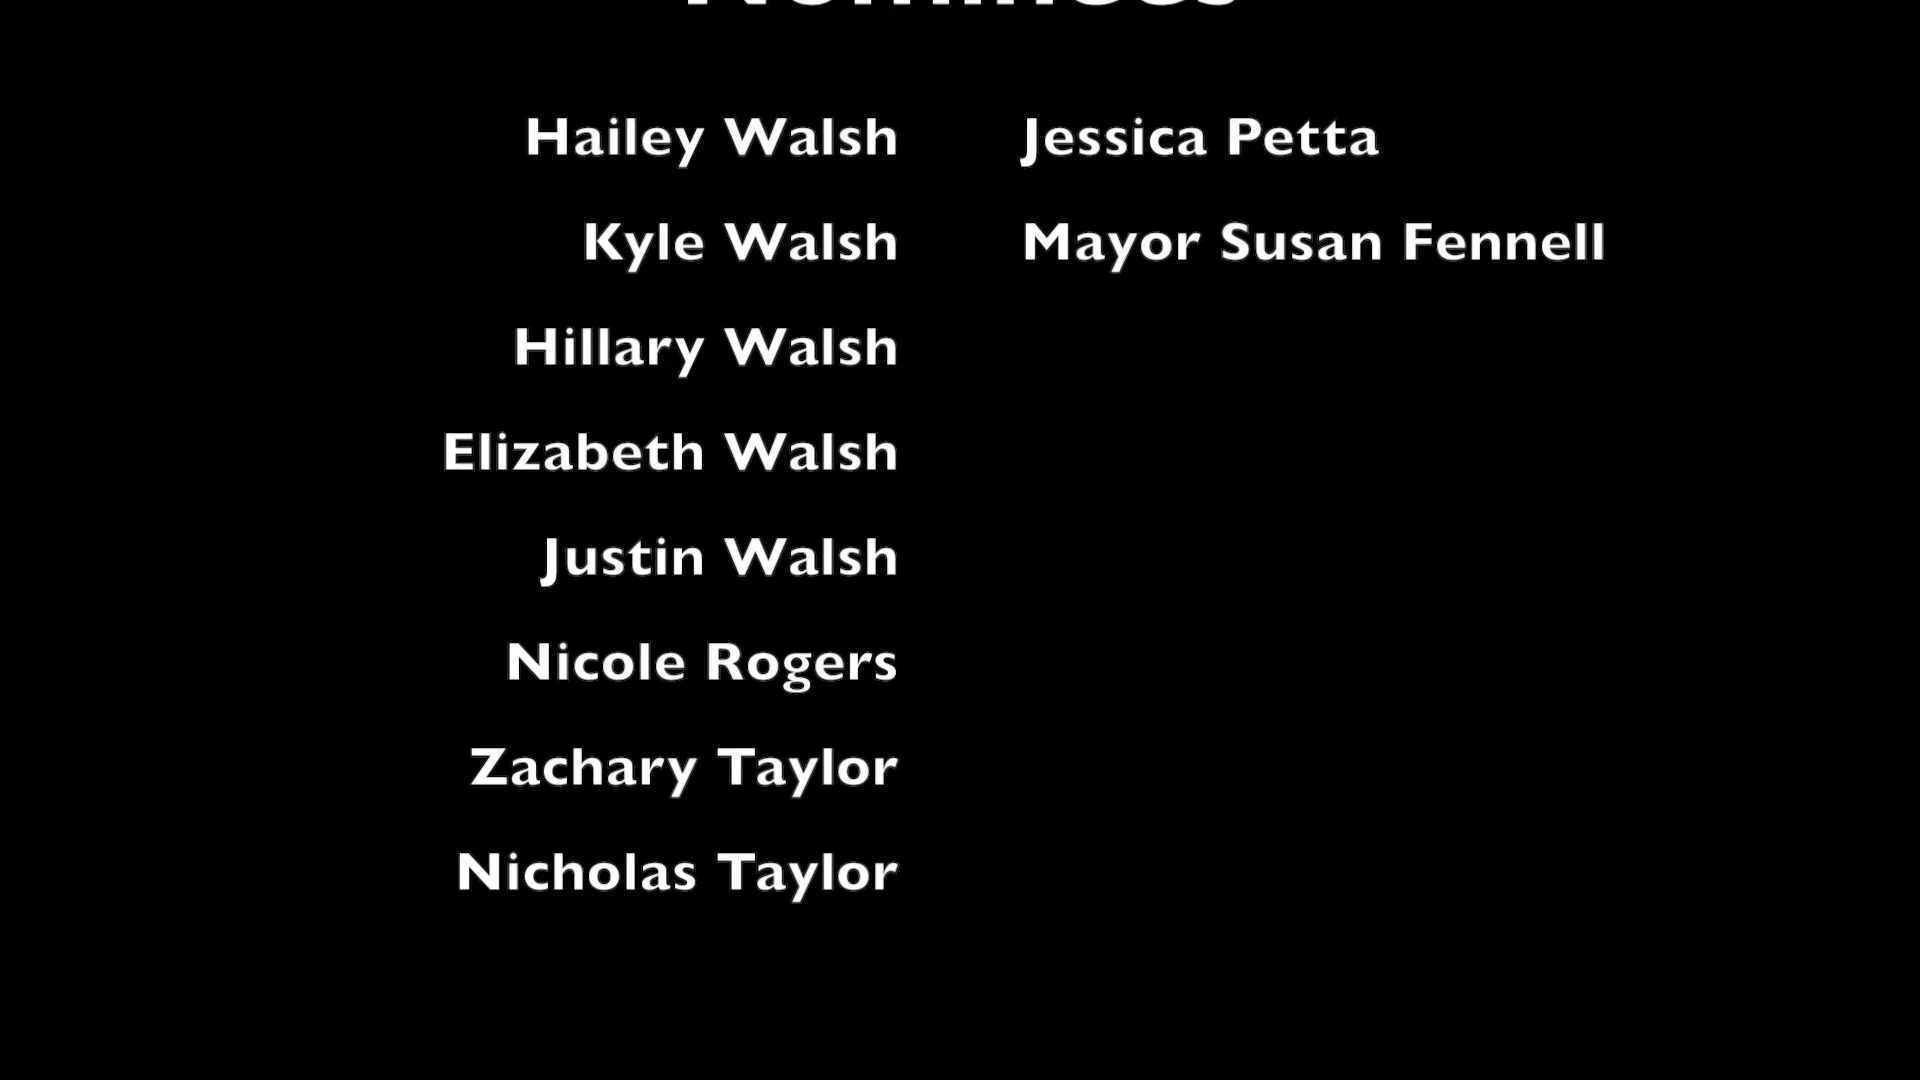 Nominees
Hailey Walsh Jessica Petta
Kyle Walsh Mayor Susan Fennell
Hillary Walsh
Elizabeth Walsh
Justin Walsh
Nicole Rogers
Zachary Taylor
Nicholas Taylor